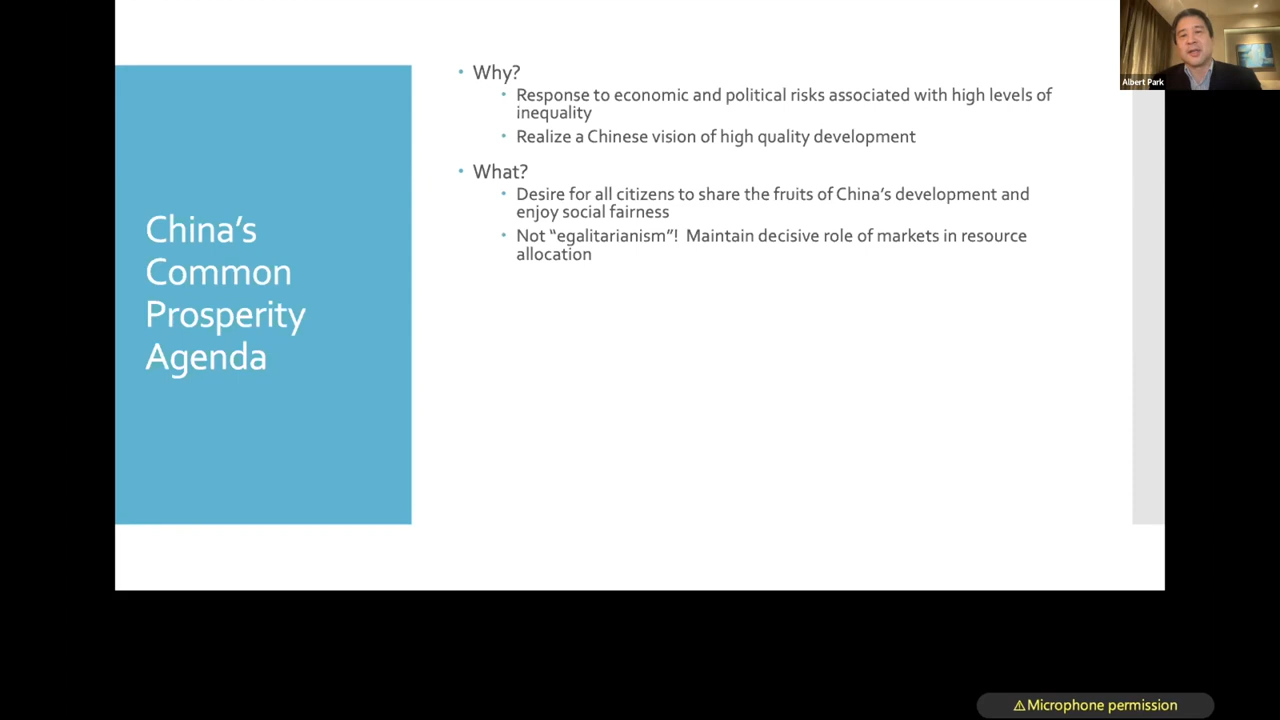 China’s
Common
Prosperity
Agenda
• Why?
• Response to economic and political risks associated with high levels of
inequality
• Realize a Chinese vision of high quality development
• What?
• Desire for all citizens to share the fruits of China’s development and
enjoy social fairness
• Not “egalitarianism”! Maintain decisive role of markets in resource
allocation
Albert Park
⚠Microphone permission